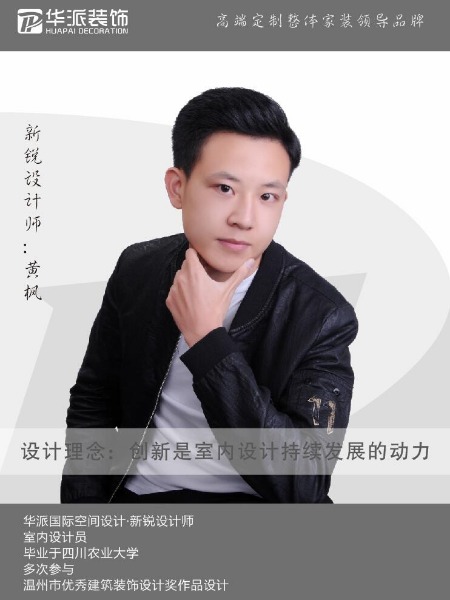 华派装饰
HUAPAI DECORATION
高端定制整体家装领导品牌
新锐设计师：黄枫
11
设计理念：创新是室内设计持续发展的动力
华派国际空间设计·新锐设计师
室内设计员
毕业于四川农业大学
多次参与
温州市优秀建筑装饰设计奖作品设计